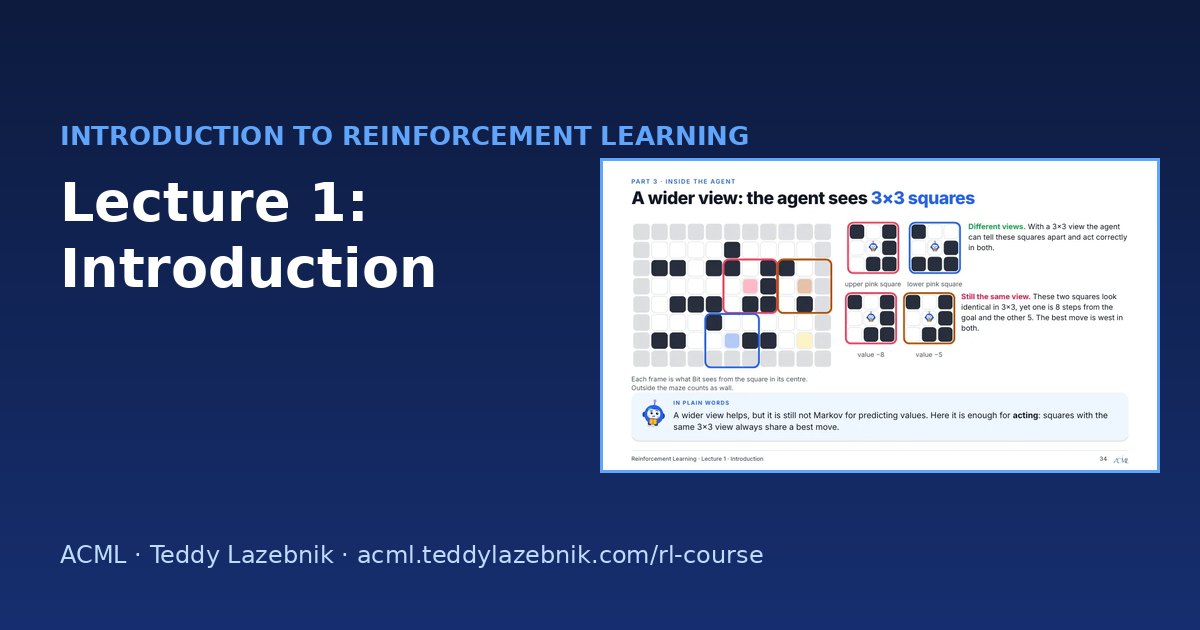 INTRODUCTION TO REINFORCEMENT LEARNING
Lecture 1:
Introduction
PART 3 · INSIDE THE AGENT
A wider view: the agent sees 3×3 squares
Different views. With a 3×3 view the agent
can tell these squares apart and act correctly
in both.
upper pink square lower pink square
Still the same view. These two squares look
identical in 3×3, yet one is 8 steps from the
goal and the other 5. The best move is west in
both.
value −8 value −5
Each frame is what Bit sees from the square in its centre.
Outside the maze counts as wall.
IN PLAIN WORDS
A wider view helps, but it is still not Markov for predicting values. Here it is enough for acting: squares with the
same 3×3 view always share a best move.
Reinforcement Learning · Lecture 1 · Introduction
34 ACML
ACML · Teddy Lazebnik · acml.teddylazebnik.com/rl-course